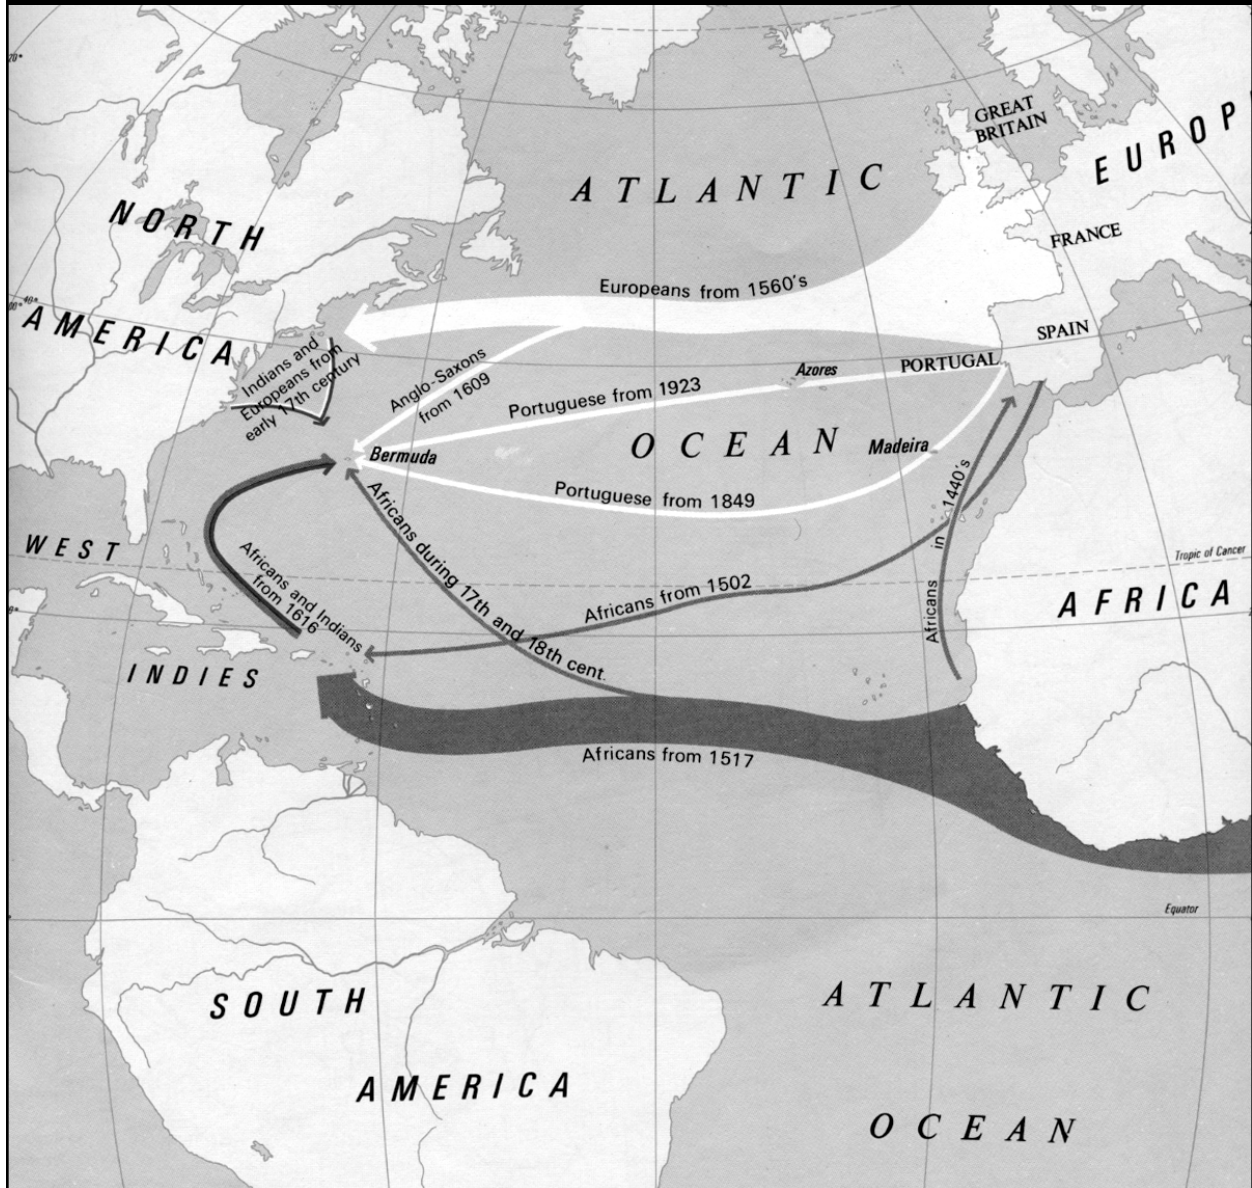 GREAT
BRITAIN
EUROP
ATLANTIC
NORTH
FRANCE
Europeans from 1560's
40°
AMERICA
SPAIN
PORTUGAL
Azores
Indians and
Europeans from
early 17th century
Anglo-Saxons
from 1609
Portuguese from 1923
OCEAN
Madeira
Bermuda
Portuguese from 1849
Africans in 1440's
WEST
Tropic of Cancer
Africans and Indians
from 1616
Africans during 17th and 18th cent.
Africans from 1502
AFRICA
INDIES
Africans from 1517
Equator
SOUTH
ATLANTIC
AMERICA
OCEAN